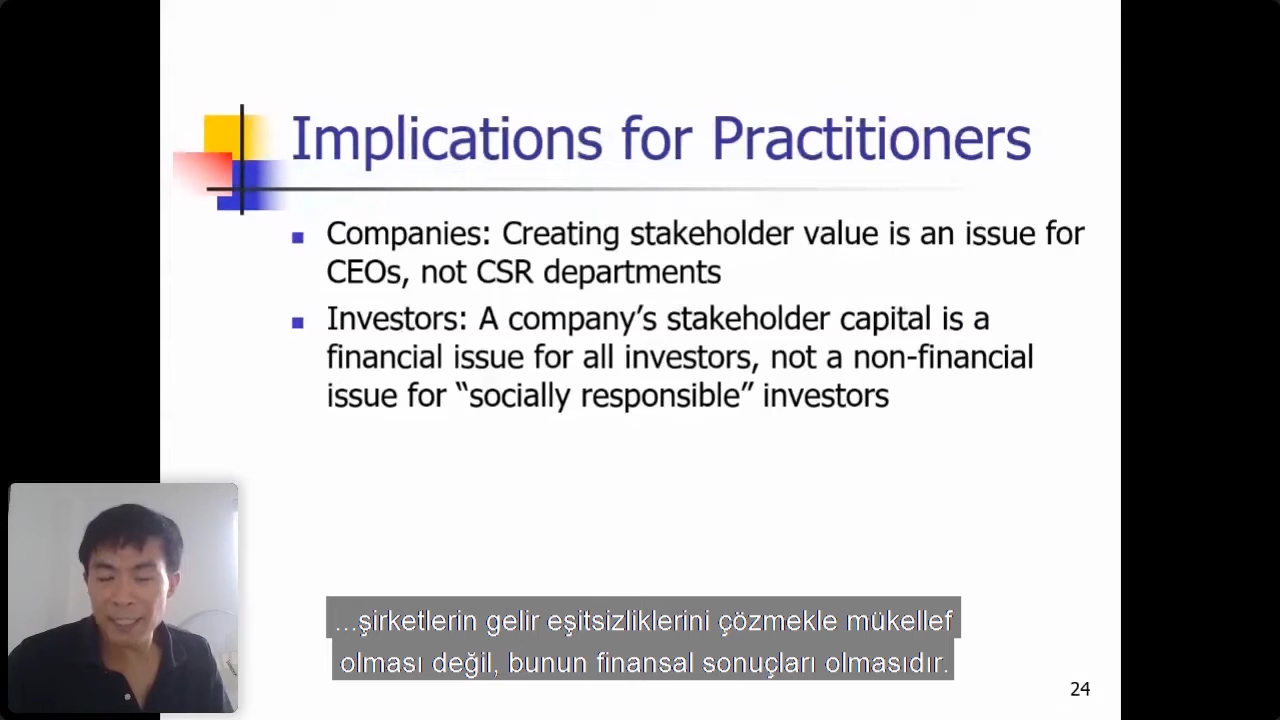 Implications for Practitioners
Companies: Creating stakeholder value is an issue for
CEOs, not CSR departments
Investors: A company’s stakeholder capital is a
financial issue for all investors, not a non-financial
issue for “socially responsible” investors
...şirketlerin gelir eşitsizliklerini çözmekle mükellef
olması değil, bunun finansal sonuçları olmasıdır.
24